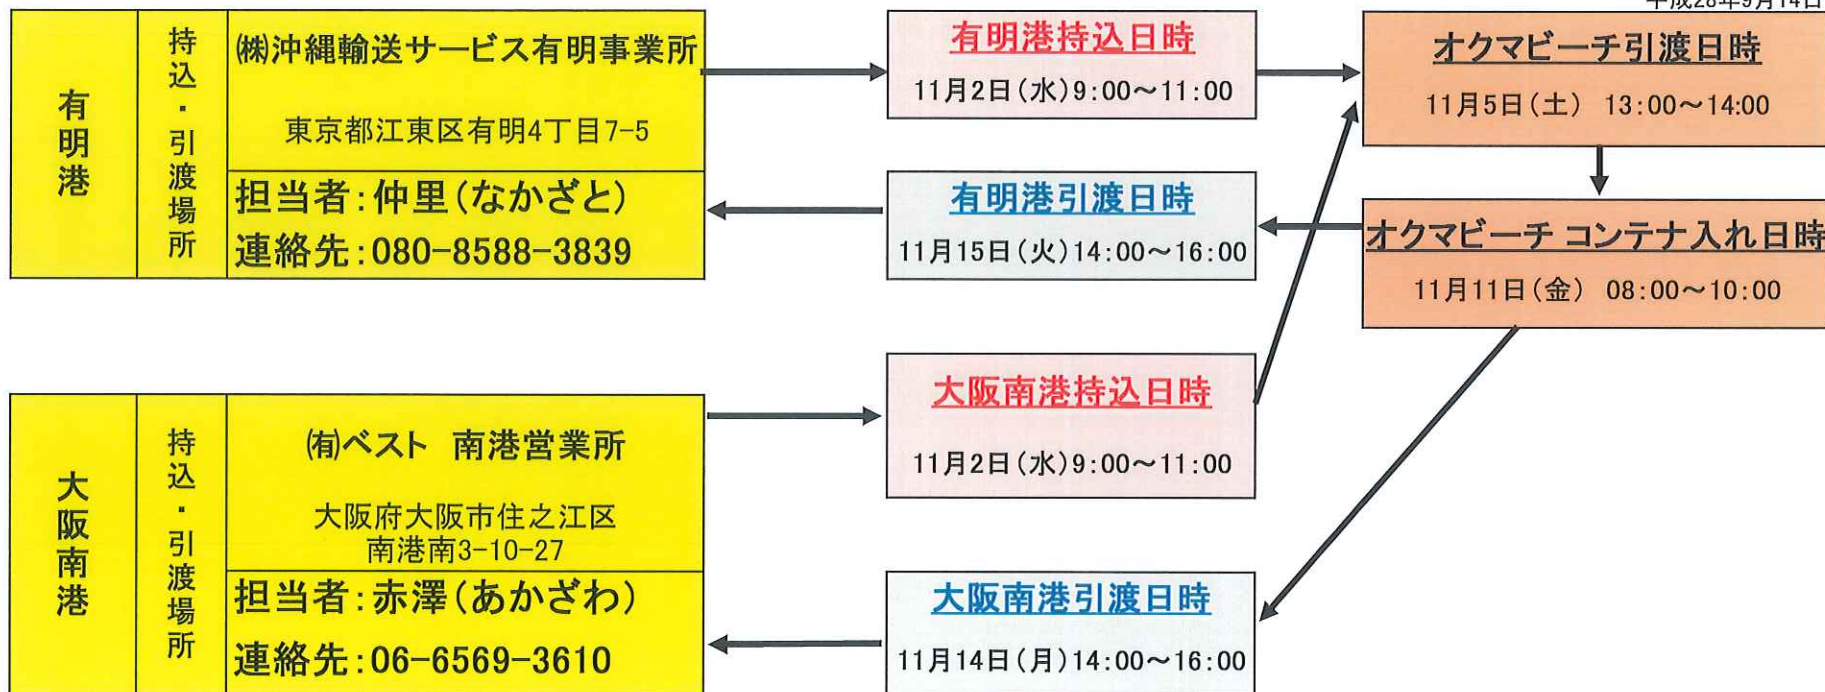 平成28年9月14日
有明港
持込・引渡場所
㈱沖縄輸送サービス有明事業所
東京都江東区有明4丁目7-5
担当者:仲里(なかざと)
連絡先:080-8588-3839
有明港持込日時
11月2日(水)9:00～11:00
有明港引渡日時
11月15日(火)14:00～16:00
オクマビーチ引渡日時
11月5日(土) 13:00～14:00
オクマビーチ コンテナ入れ日時
11月11日(金) 08:00～10:00
大阪南港
持込・引渡場所
㈲ベスト 南港営業所
大阪府大阪市住之江区
南港南3-10-27
担当者:赤澤(あかざわ)
連絡先:06-6569-3610
大阪南港持込日時
11月2日(水)9:00～11:00
大阪南港引渡日時
11月14日(月)14:00～16:00